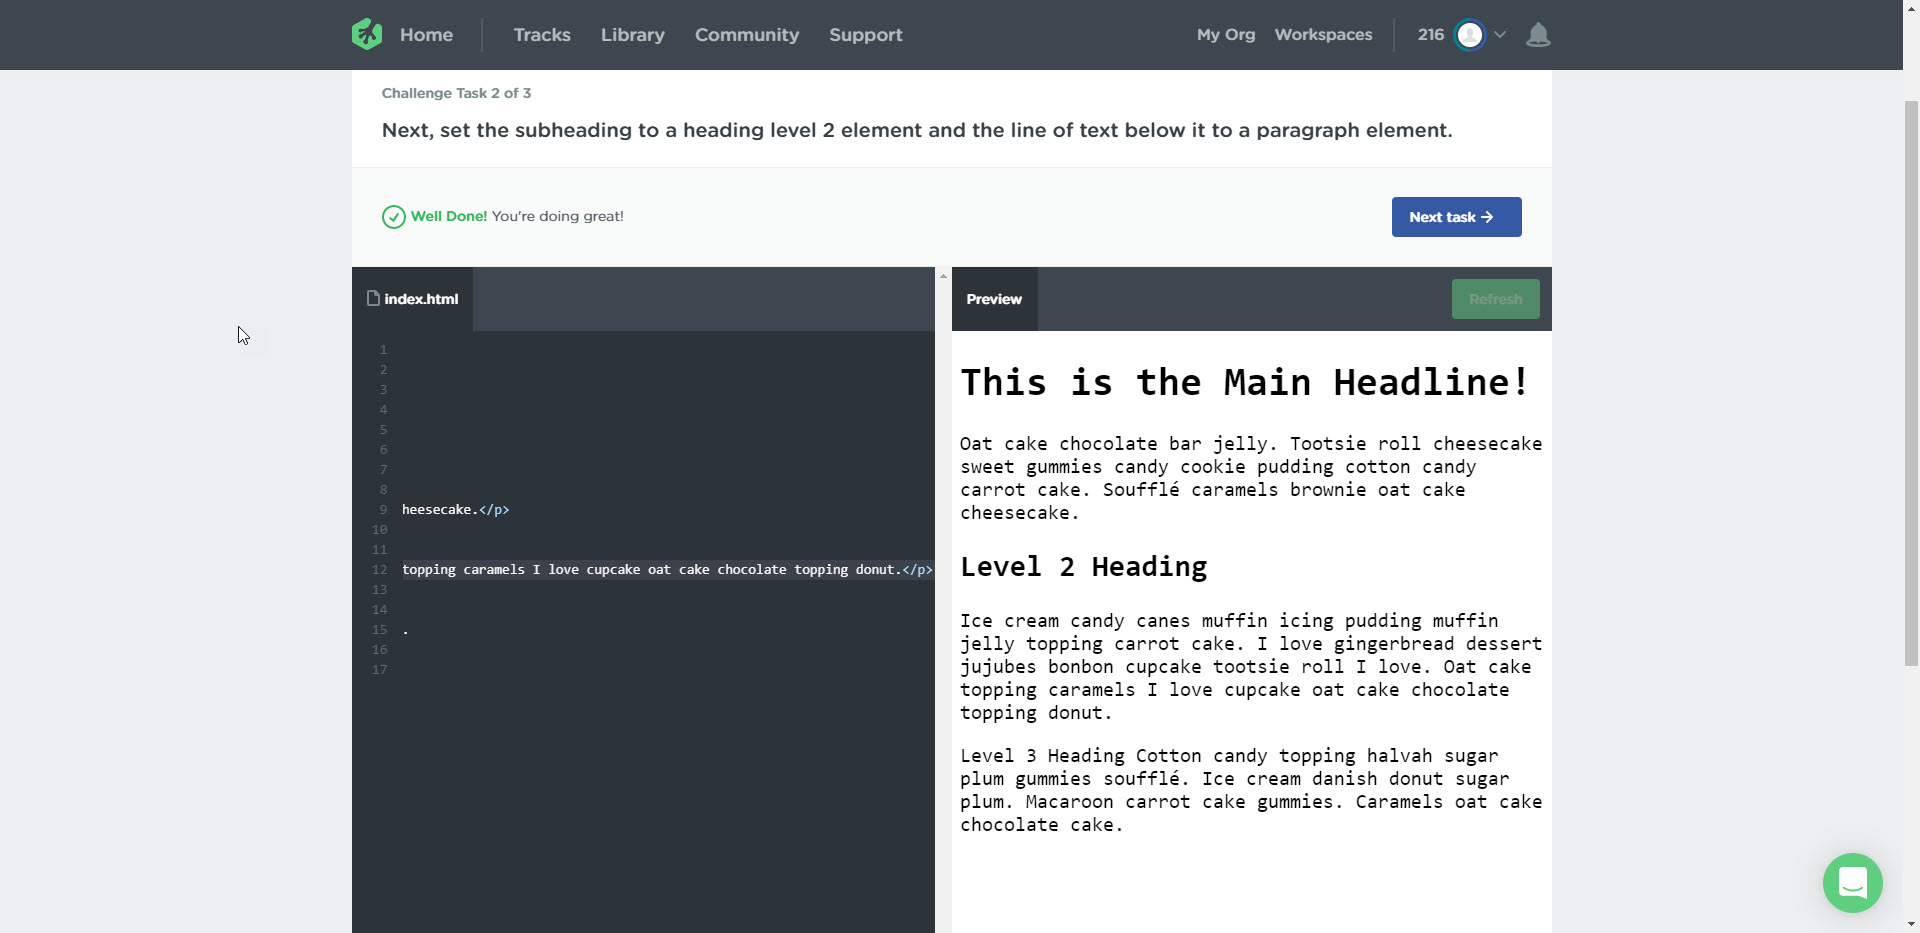 Home Tracks Library Community Support My Org Workspaces 216
Challenge Task 2 of 3
Next, set the subheading to a heading level 2 element and the line of text below it to a paragraph element.
Well Done! You're doing great!
Next task →
index.html
1
2
3
4
5
6
7
8
9 heesecake.</p>
10
11
12 topping caramels I love cupcake oat cake chocolate topping donut.</p>
13
14
15 .
16
17
Preview
Refresh
This is the Main Headline!
Oat cake chocolate bar jelly. Tootsie roll cheesecake
sweet gummies candy cookie pudding cotton candy
carrot cake. Soufflé caramels brownie oat cake
cheesecake.
Level 2 Heading
Ice cream candy canes muffin icing pudding muffin
jelly topping carrot cake. I love gingerbread dessert
jujubes bonbon cupcake tootsie roll I love. Oat cake
topping caramels I love cupcake oat cake chocolate
topping donut.
Level 3 Heading Cotton candy topping halvah sugar
plum gummies soufflé. Ice cream danish donut sugar
plum. Macaroon carrot cake gummies. Caramels oat cake
chocolate cake.